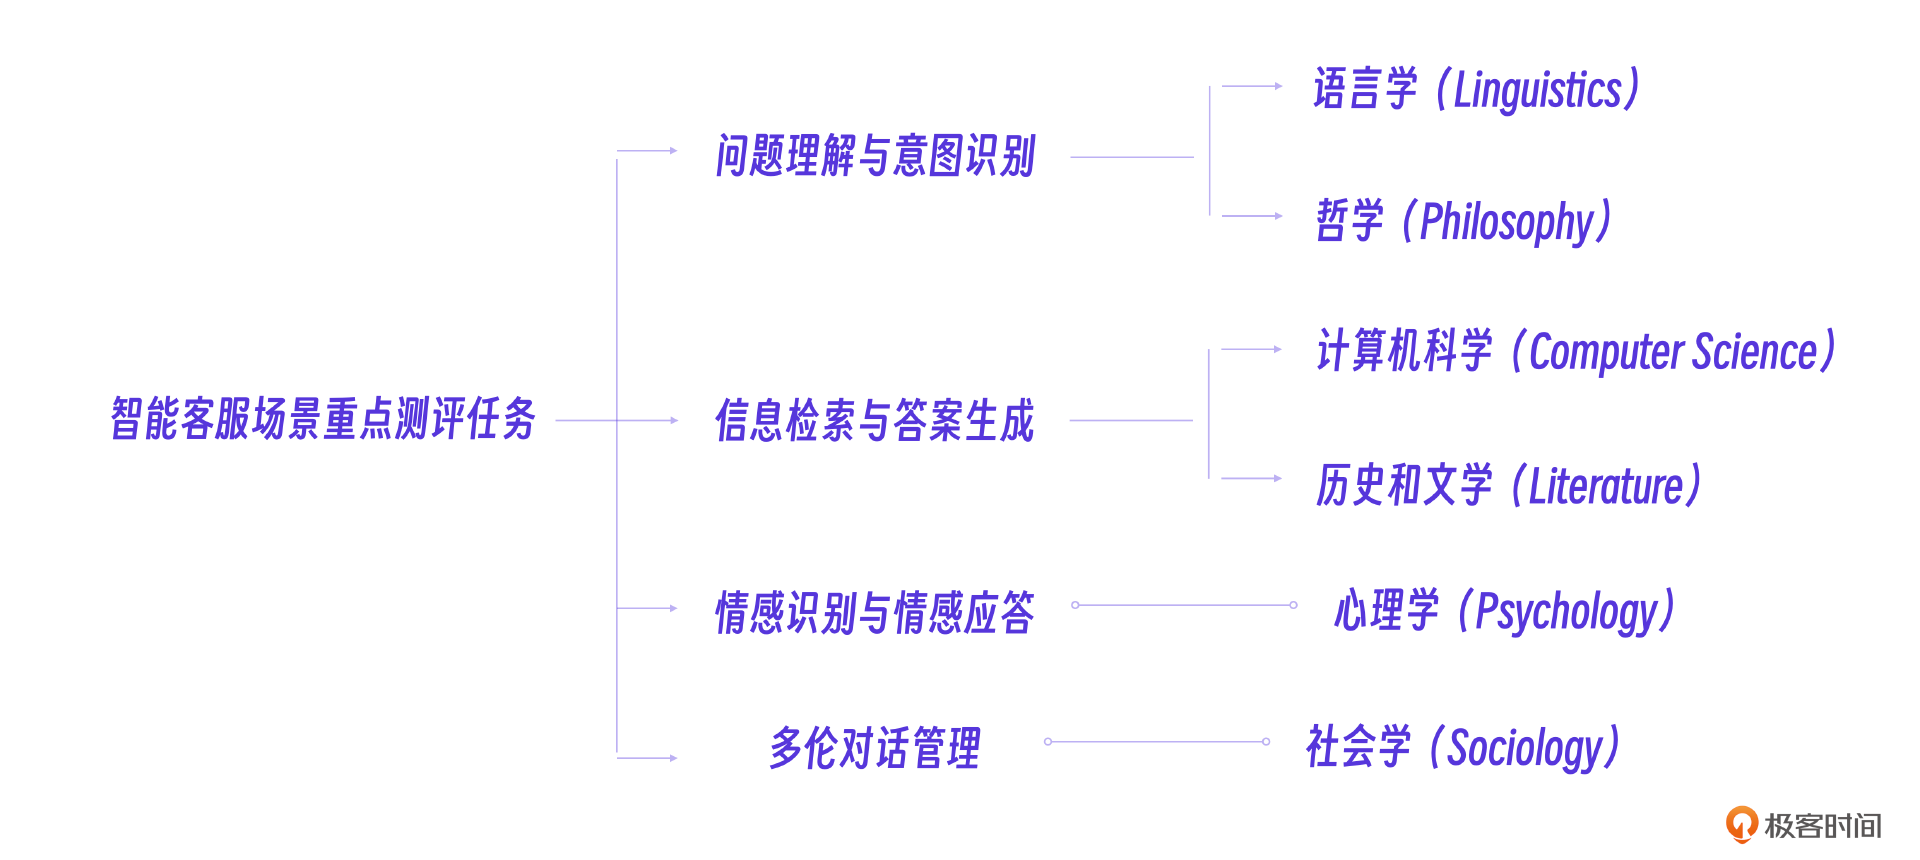 智能客服场景重点测评任务
问题理解与意图识别
语言学（Linguistics）
哲学（Philosophy）
信息检索与答案生成
计算机科学（Computer Science）
历史和文学（Literature）
情感识别与情感应答
心理学（Psychology）
多伦对话管理
社会学（Sociology）
极客时间